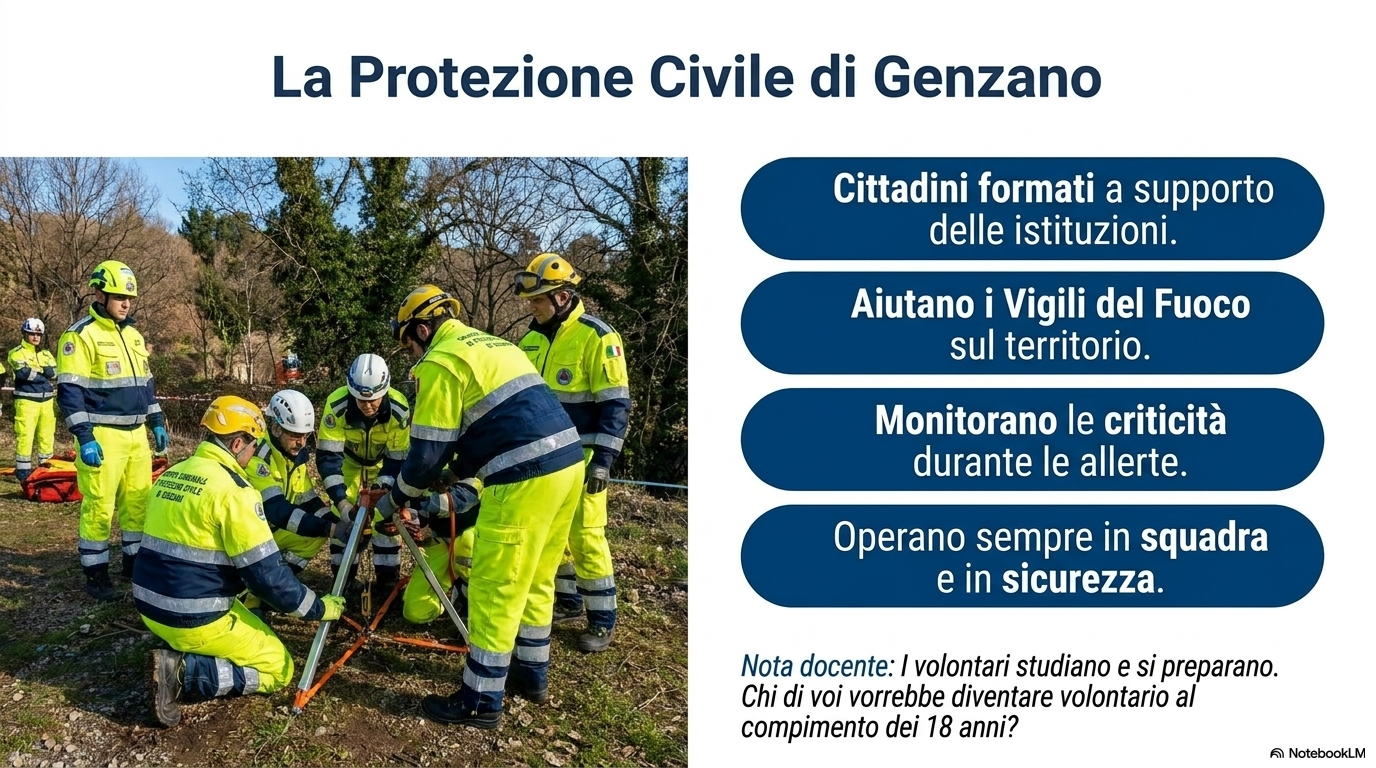 La Protezione Civile di Genzano
Cittadini formati a supporto
delle istituzioni.
Aiutano i Vigili del Fuoco
sul territorio.
Monitorano le criticità
durante le allerte.
Operano sempre in squadra
e in sicurezza.
Nota docente: I volontari studiano e si preparano.
Chi di voi vorrebbe diventare volontario al
compimento dei 18 anni?
NotebookLM